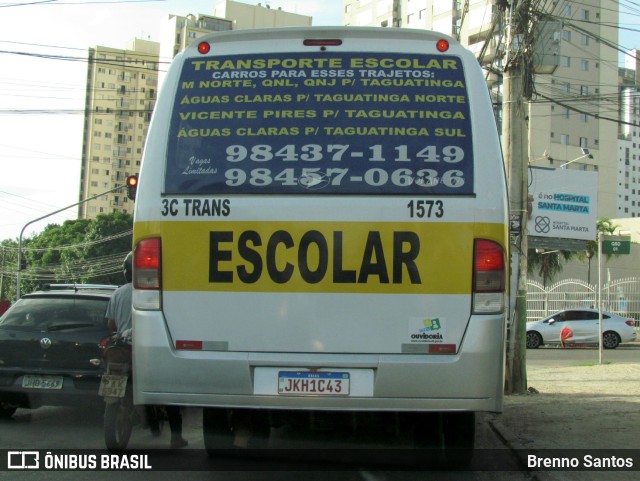 TRANSPORTE ESCOLAR
CARROS PARA ESSES TRAJETOS:
M NORTE, QNL, QNJ P/ TAGUATINGA
ÁGUAS CLARAS P/ TAGUATINGA NORTE
VICENTE PIRES P/ TAGUATINGA
ÁGUAS CLARAS P/ TAGUATINGA SUL
Vagas
Limitadas
98437-1149
98457-0636
3C TRANS
1573
ESCOLAR
OUVIDORIA
JKH1C43
é no HOSPITAL
SANTA MARTA
HOSPITAL
SANTA MARTA
ÔNIBUS BRASIL
Brenno Santos